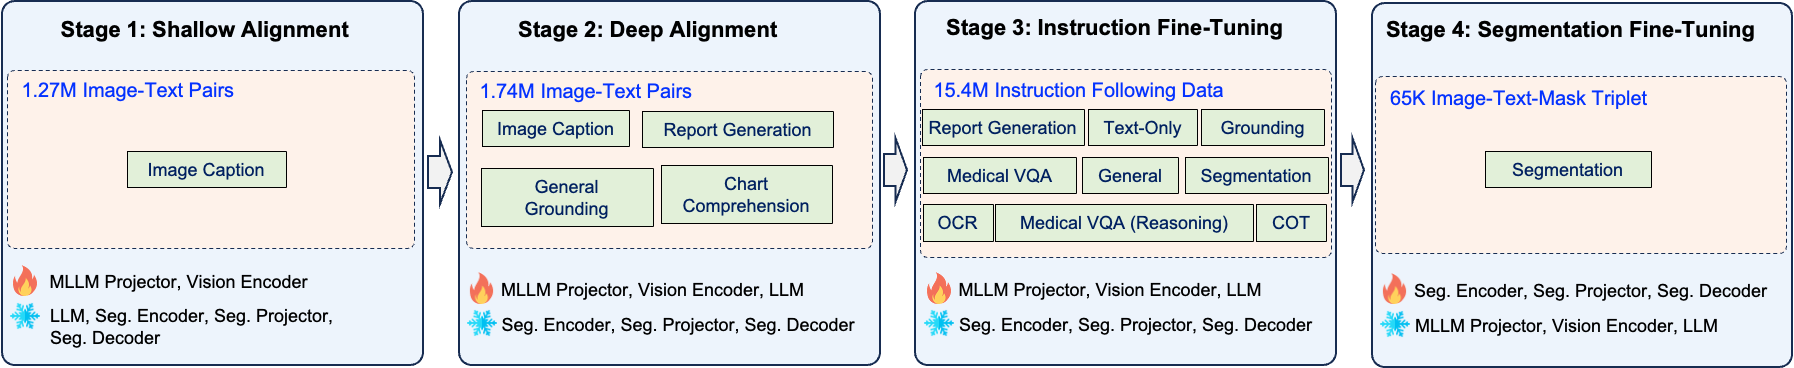 Stage 1: Shallow Alignment
1.27M Image-Text Pairs
Image Caption
MLLM Projector, Vision Encoder
LLM, Seg. Encoder, Seg. Projector,
Seg. Decoder
Stage 2: Deep Alignment
1.74M Image-Text Pairs
Image Caption
Report Generation
General
Grounding
Chart
Comprehension
MLLM Projector, Vision Encoder, LLM
Seg. Encoder, Seg. Projector, Seg. Decoder
Stage 3: Instruction Fine-Tuning
15.4M Instruction Following Data
Report Generation
Text-Only
Grounding
Medical VQA
General
Segmentation
OCR
Medical VQA (Reasoning)
COT
MLLM Projector, Vision Encoder, LLM
Seg. Encoder, Seg. Projector, Seg. Decoder
Stage 4: Segmentation Fine-Tuning
65K Image-Text-Mask Triplet
Segmentation
Seg. Encoder, Seg. Projector, Seg. Decoder
MLLM Projector, Vision Encoder, LLM